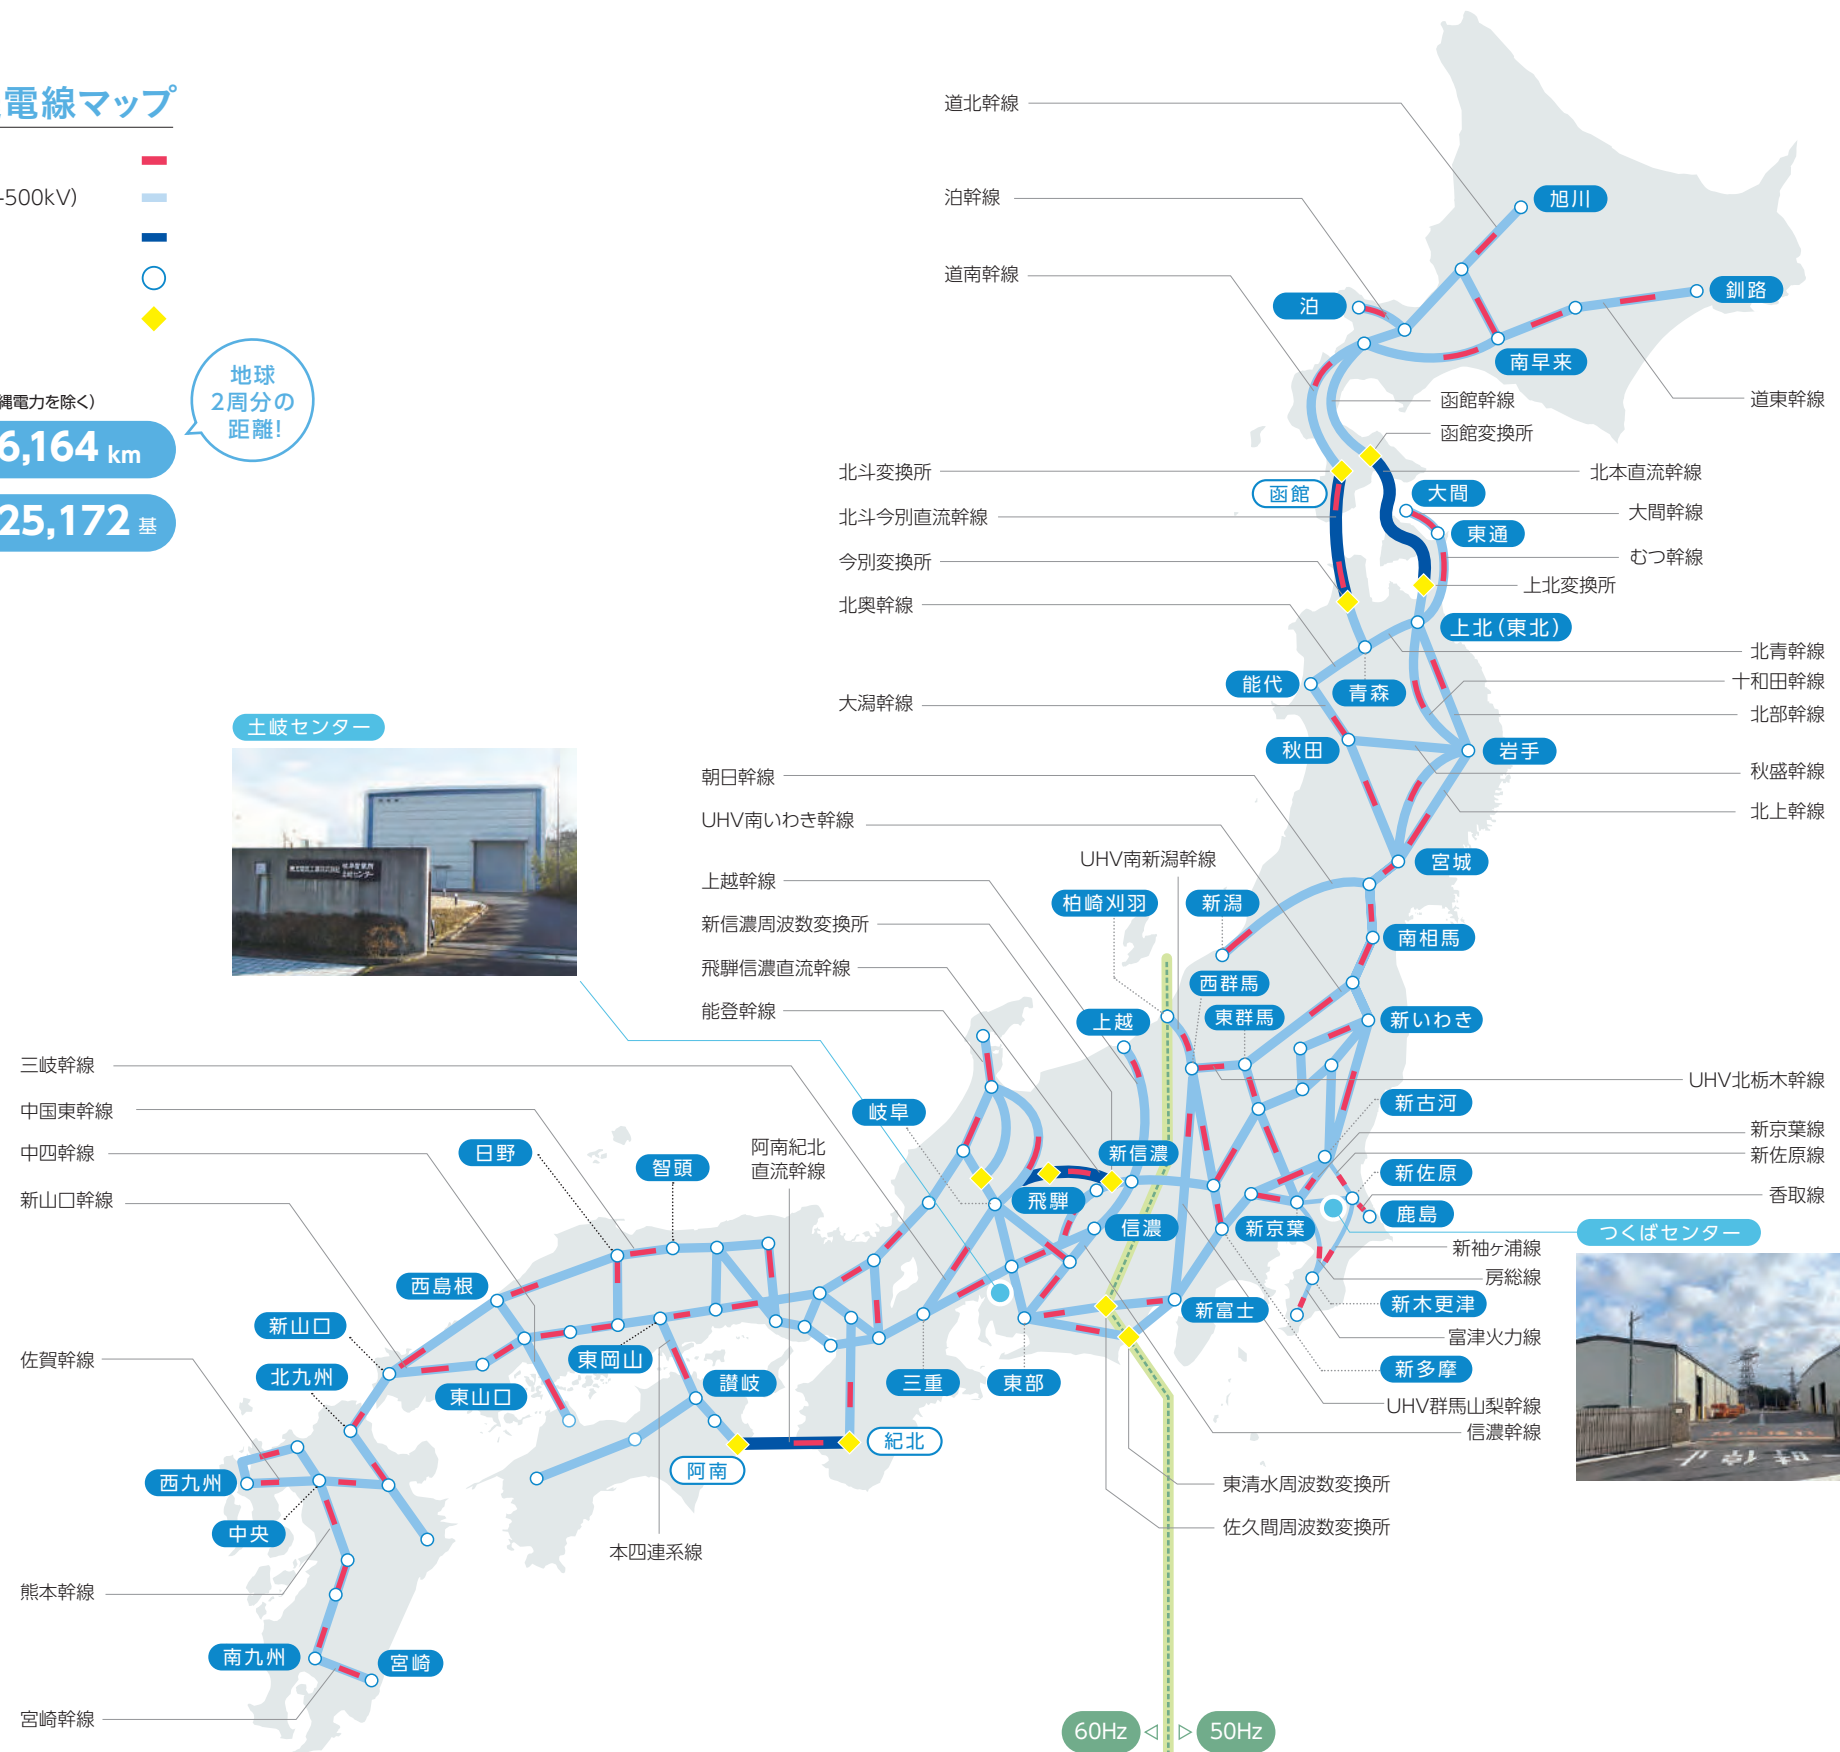 電線マップ
-500kV)
縄電力を除く)
6,164 km
25,172 基
地球
2周分の
距離!
道北幹線
泊幹線
道南幹線
旭川
釧路
泊
南早来
函館幹線
函館変換所
道東幹線
北斗変換所
函館
北本直流幹線
大間
北斗今別直流幹線
大間幹線
東通
今別変換所
むつ幹線
上北変換所
北奥幹線
上北(東北)
北青幹線
十和田幹線
能代
青森
大潟幹線
北部幹線
土岐センター
秋田
岩手
朝日幹線
秋盛幹線
UHV南いわき幹線
北上幹線
UHV南新潟幹線
宮城
上越幹線
柏崎刈羽
新潟
新信濃周波数変換所
南相馬
飛騨信濃直流幹線
西群馬
能登幹線
上越
東群馬
新いわき
三岐幹線
UHV北栃木幹線
中国東幹線
岐阜
新古河
中四幹線
日野
智頭
阿南紀北
直流幹線
新信濃
新京葉線
新佐原線
新佐原
新山口幹線
飛騨
香取線
信濃
新京葉
鹿島
つくばセンター
新袖ヶ浦線
房総線
西島根
新富士
新木更津
新山口
富津火力線
佐賀幹線
東岡山
北九州
東山口
讃岐
三重
東部
新多摩
UHV群馬山梨幹線
信濃幹線
紀北
阿南
西九州
東清水周波数変換所
中央
佐久間周波数変換所
本四連系線
熊本幹線
南九州
宮崎
宮崎幹線
60Hz ◁ ▷ 50Hz